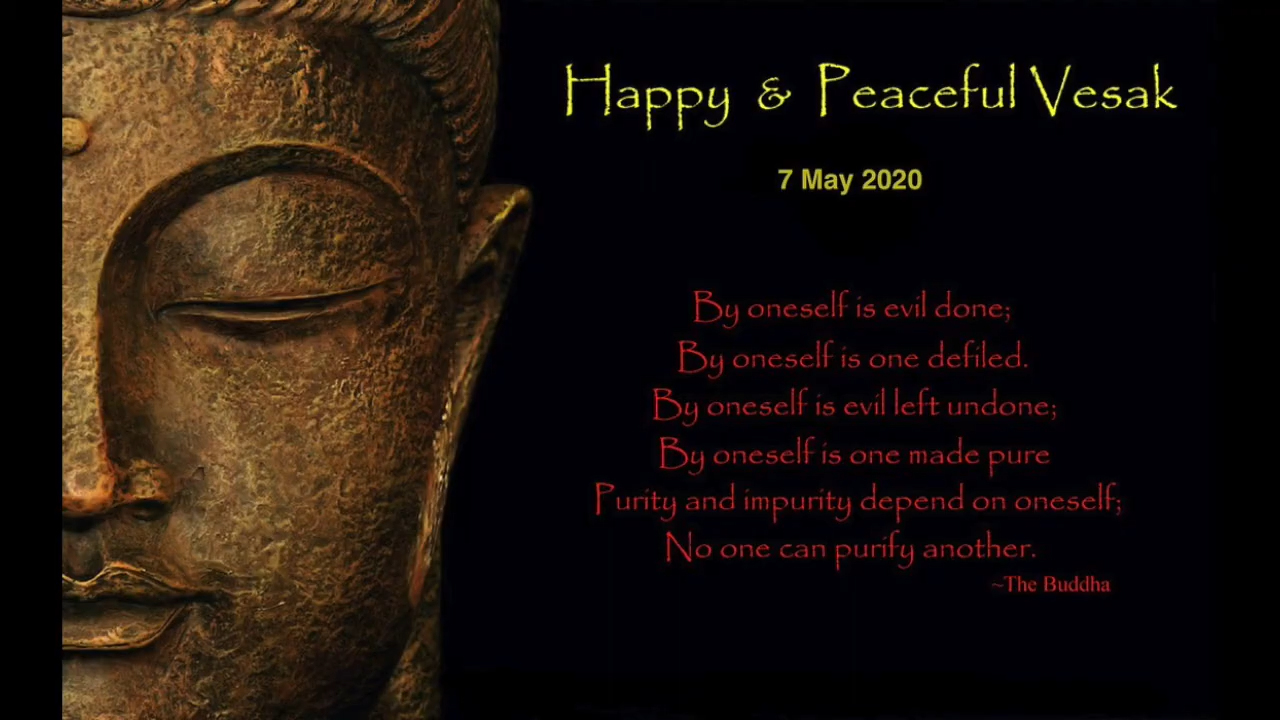 Happy & Peaceful Vesak
7 May 2020
By oneself is evil done;
By oneself is one defiled.
By oneself is evil left undone;
By oneself is one made pure
Purity and impurity depend on oneself;
No one can purify another.
~The Buddha